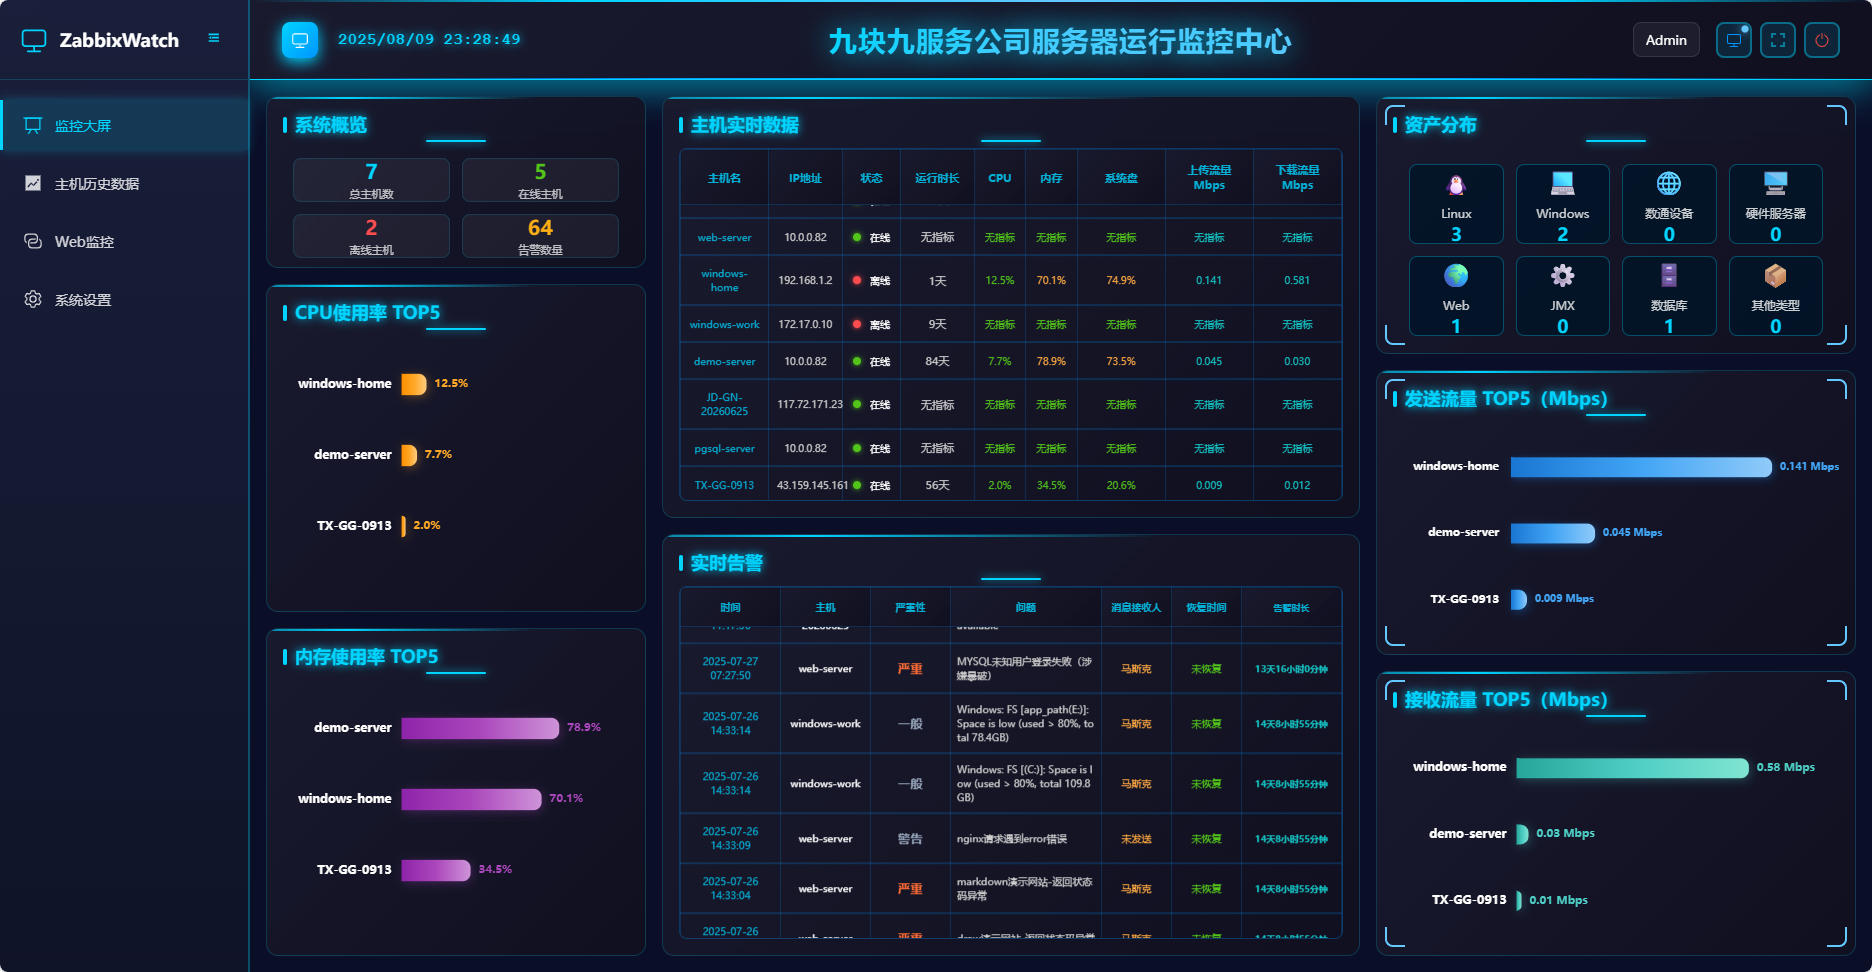 ZabbixWatch
监控大屏
主机历史数据
Web监控
系统设置
2025/08/09 23:28:49
九块九服务公司服务器运行监控中心
Admin
系统概览
7
总主机数
5
在线主机
2
离线主机
64
告警数量
CPU使用率 TOP5
windows-home 12.5%
demo-server 7.7%
TX-GG-0913 2.0%
内存使用率 TOP5
demo-server 78.9%
windows-home 70.1%
TX-GG-0913 34.5%
主机实时数据
主机名 IP地址 状态 运行时长 CPU 内存 系统盘 上传流量 Mbps 下载流量 Mbps
web-server 10.0.0.82 在线 无指标 无指标 无指标 无指标 无指标 无指标
windows-home 192.168.1.2 离线 1天 12.5% 70.1% 74.9% 0.141 0.581
windows-work 172.17.0.10 离线 9天 无指标 无指标 无指标 无指标 无指标
demo-server 10.0.0.82 在线 84天 7.7% 78.9% 73.5% 0.045 0.030
JD-GN-20260625 117.72.171.23 在线 无指标 无指标 无指标 无指标 无指标 无指标
pgsql-server 10.0.0.82 在线 无指标 无指标 无指标 无指标 无指标 无指标
TX-GG-0913 43.159.145.161 在线 56天 2.0% 34.5% 20.6% 0.009 0.012
实时告警
时间 主机 严重性 问题 消息接收人 恢复时间 告警时长
2025-07-27 07:27:50 web-server 严重 MYSQL未知用户登录失败（涉嫌暴破） 马斯克 未恢复 13天16小时0分钟
2025-07-26 14:33:14 windows-work 一般 Windows: FS [app_path(E:)]: Space is low (used > 80%, total 78.4GB) 马斯克 未恢复 14天8小时55分钟
2025-07-26 14:33:14 windows-work 一般 Windows: FS [(C:)]: Space is low (used > 80%, total 109.8GB) 马斯克 未恢复 14天8小时55分钟
2025-07-26 14:33:09 web-server 警告 nginx请求遇到error错误 未发送 未恢复 14天8小时55分钟
2025-07-26 14:33:04 web-server 严重 markdown演示网站-返回状态码异常 马斯克 未恢复 14天8小时55分钟
2025-07-26
资产分布
Linux
3
Windows
2
数通设备
0
硬件服务器
0
Web
1
JMX
0
数据库
1
其他类型
0
发送流量 TOP5（Mbps）
windows-home 0.141 Mbps
demo-server 0.045 Mbps
TX-GG-0913 0.009 Mbps
接收流量 TOP5（Mbps）
windows-home 0.58 Mbps
demo-server 0.03 Mbps
TX-GG-0913 0.01 Mbps